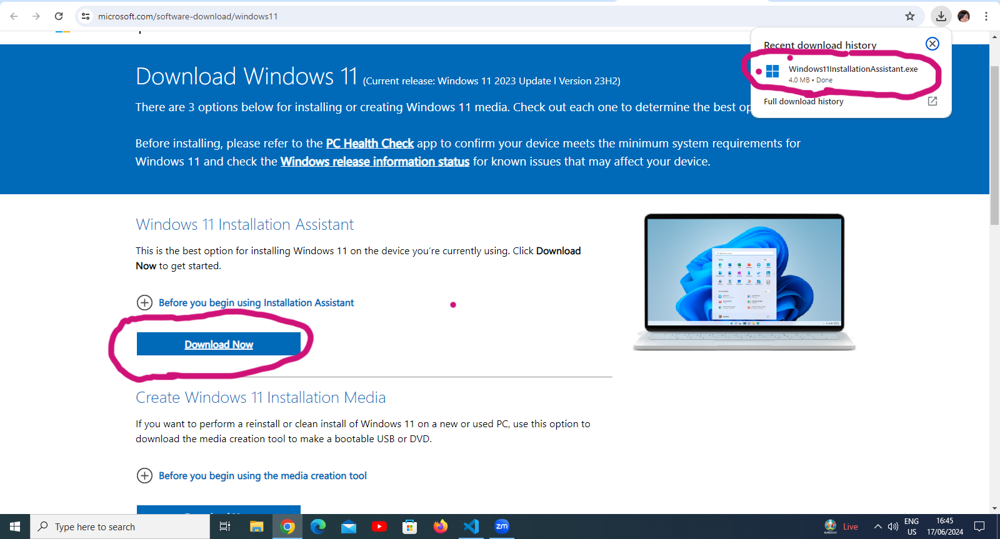 microsoft.com/software-download/windows11
Recent download history
Windows11InstallationAssistant.exe
4.0 MB • Done
Full download history
Download Windows 11 (Current release: Windows 11 2023 Update l Version 23H2)
There are 3 options below for installing or creating Windows 11 media. Check out each one to determine the best
Before installing, please refer to the PC Health Check app to confirm your device meets the minimum system requirements for
Windows 11 and check the Windows release information status for known issues that may affect your device.
Windows 11 Installation Assistant
This is the best option for installing Windows 11 on the device you’re currently using. Click Download
Now to get started.
Before you begin using Installation Assistant
Download Now
Create Windows 11 Installation Media
If you want to perform a reinstall or clean install of Windows 11 on a new or used PC, use this option to
download the media creation tool to make a bootable USB or DVD.
Before you begin using the media creation tool
Type here to search
zm
Live
ENG
US
16:45
17/06/2024